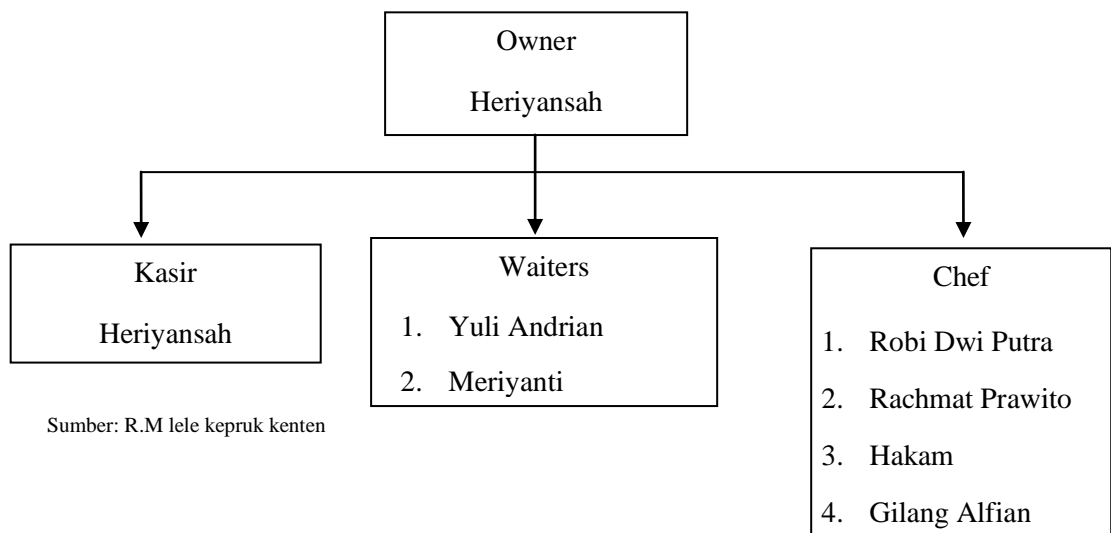 Owner
Heriyansah
Kasir
Heriyansah
Waiters
1. Yuli Andrian
2. Meriyanti
Chef
1. Robi Dwi Putra
2. Rachmat Prawito
3. Hakam
4. Gilang Alfian
Sumber: R.M lele kepruk kenten